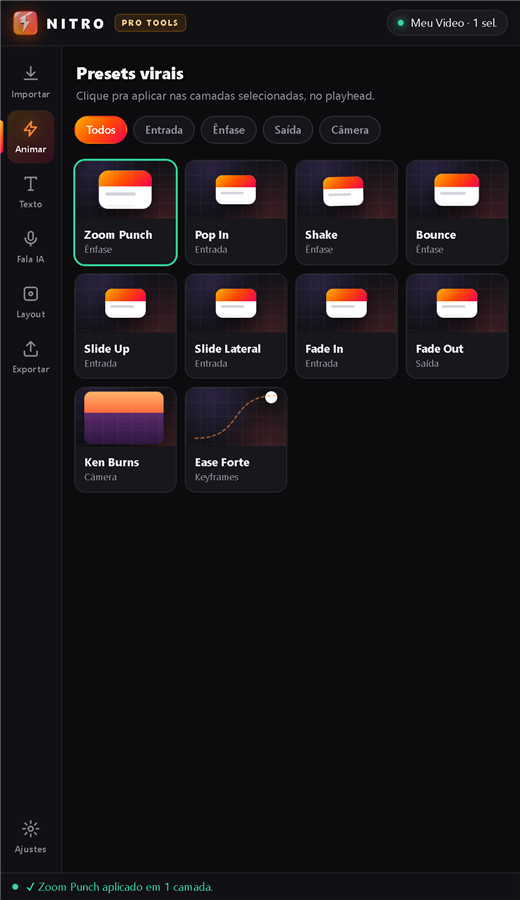 NITRO PRO TOOLS Meu Video · 1 sel.
Importar
Animar
Texto
Fala IA
Layout
Exportar
Ajustes
Presets virais
Clique pra aplicar nas camadas selecionadas, no playhead.
Todos Entrada Ênfase Saída Câmera
Zoom Punch
Ênfase
Pop In
Entrada
Shake
Ênfase
Bounce
Ênfase
Slide Up
Entrada
Slide Lateral
Entrada
Fade In
Entrada
Fade Out
Saída
Ken Burns
Câmera
Ease Forte
Keyframes
✓ Zoom Punch aplicado em 1 camada.